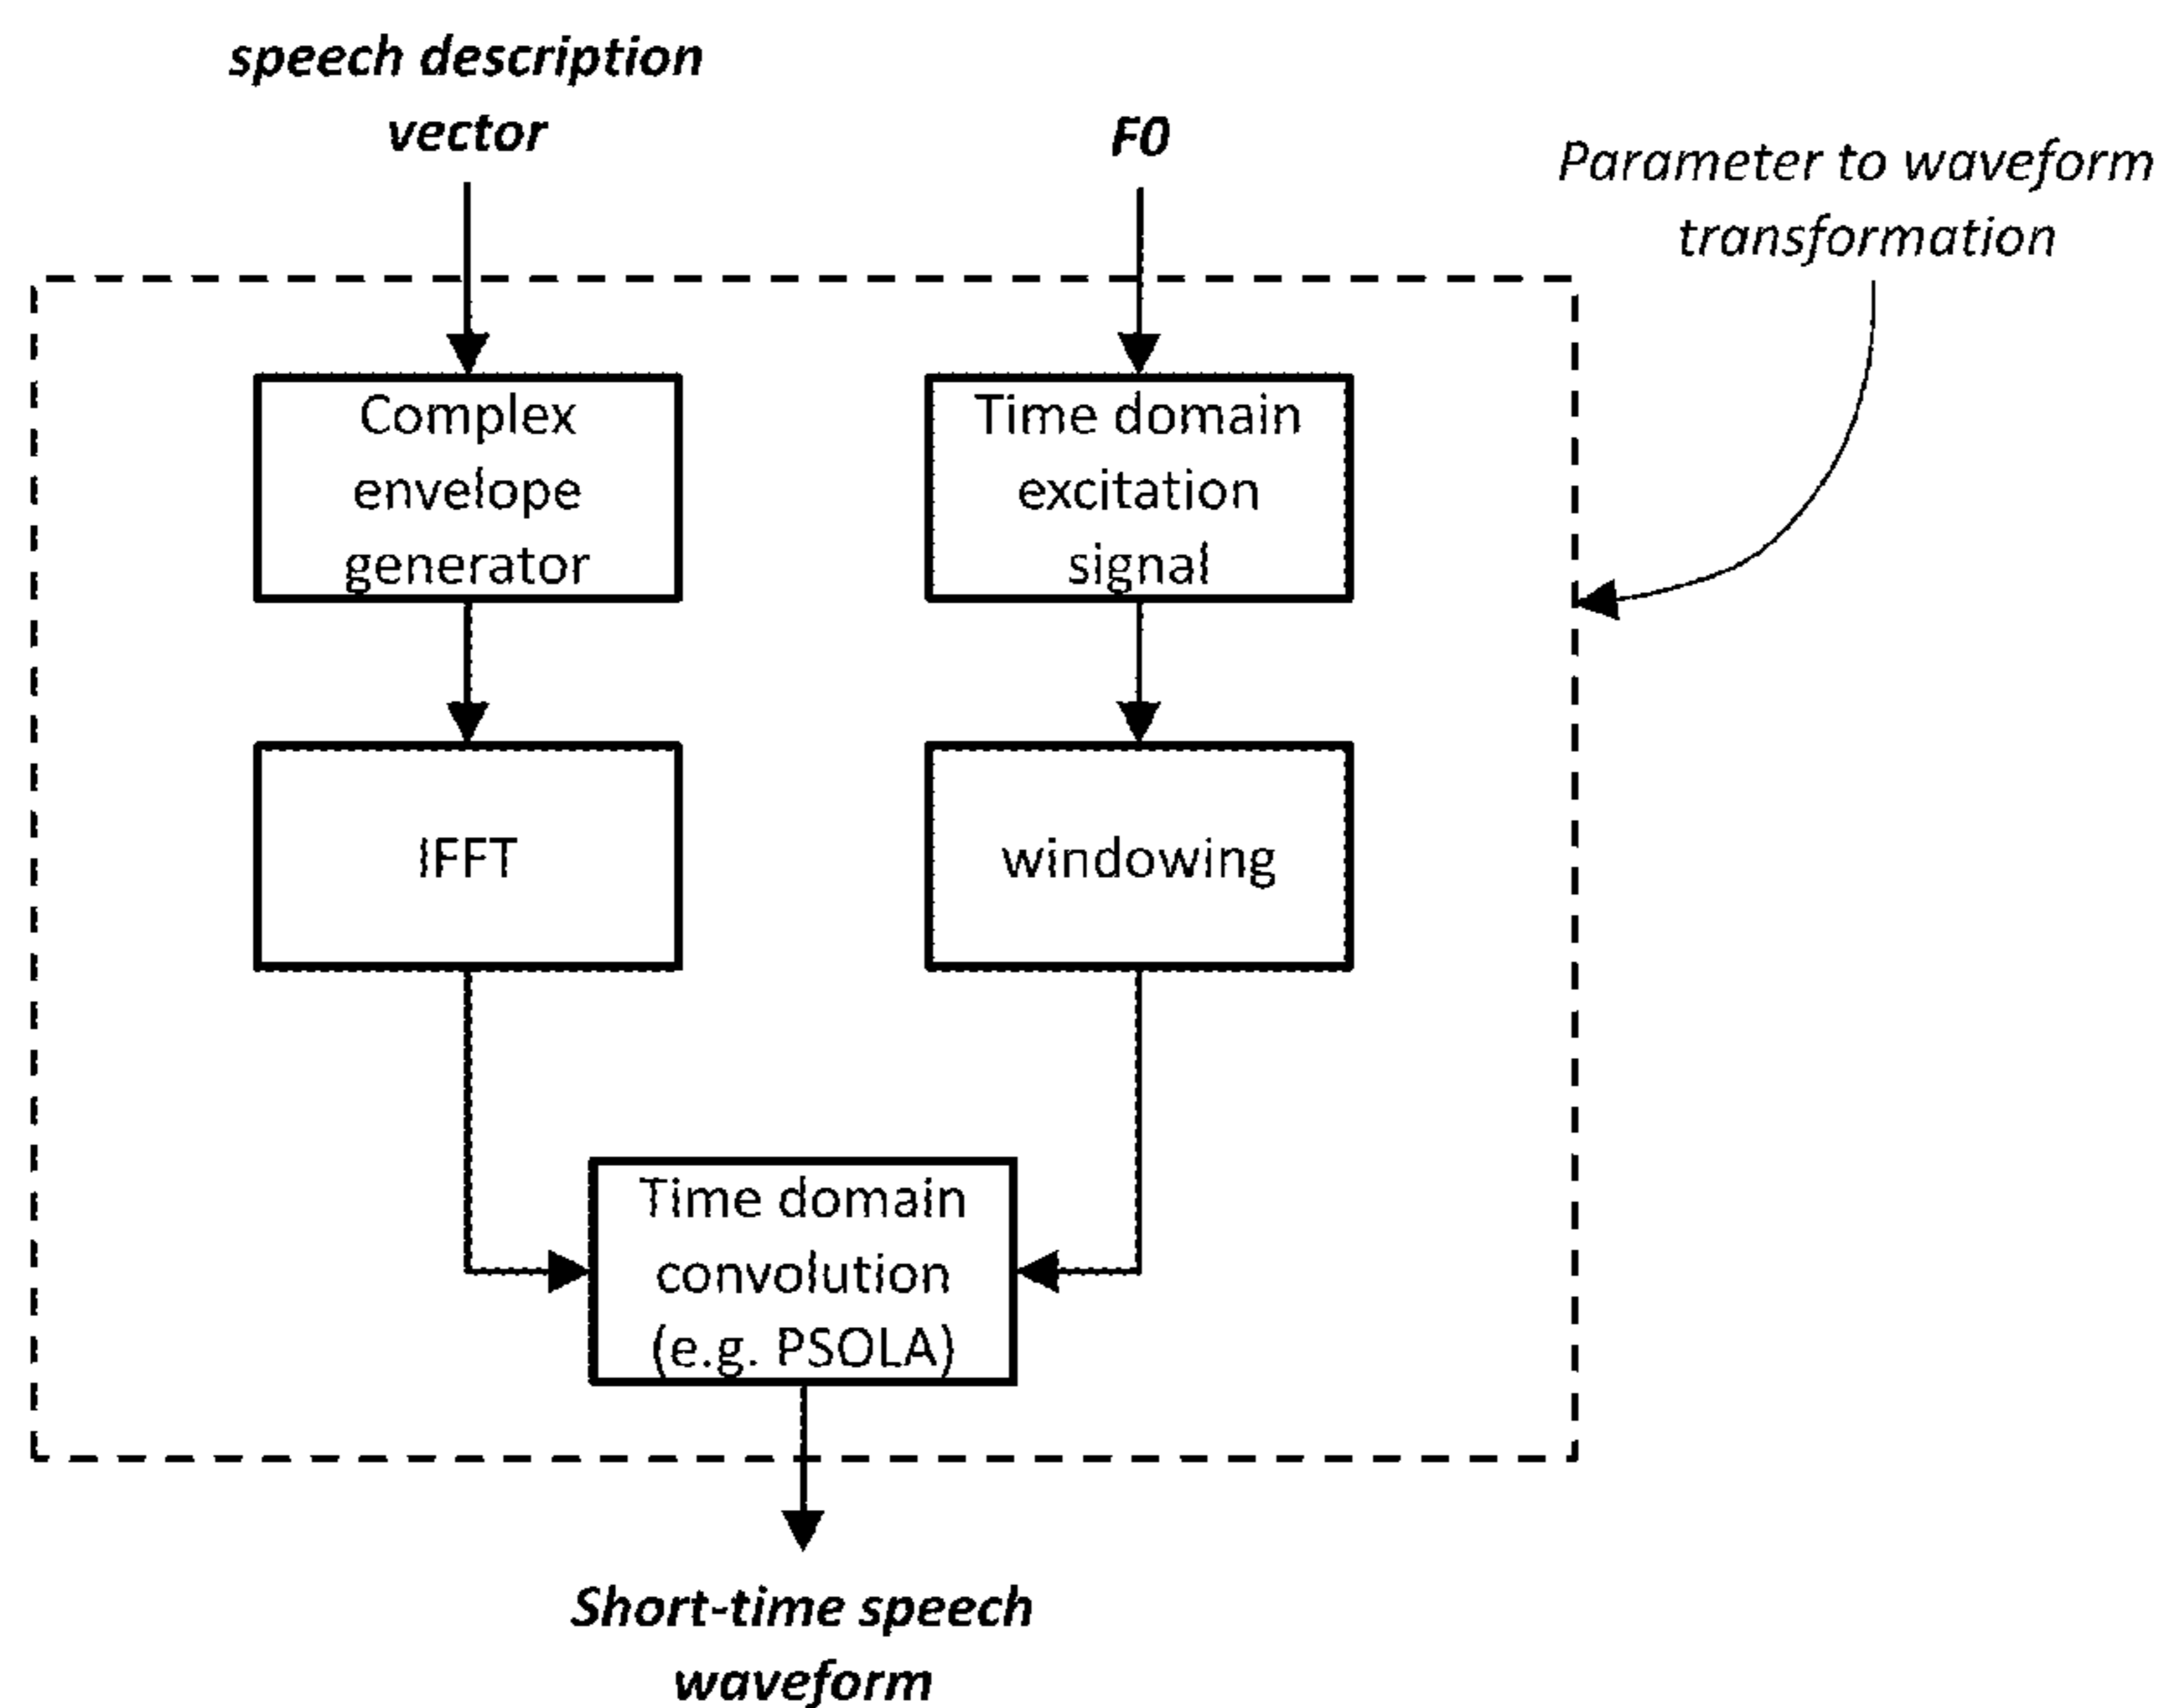 speech description
vector
F0
Parameter to waveform
transformation
Complex
envelope
generator
Time domain
excitation
signal
IFFT
windowing
Time domain
convolution
(e.g. PSOLA)
Short-time speech
waveform